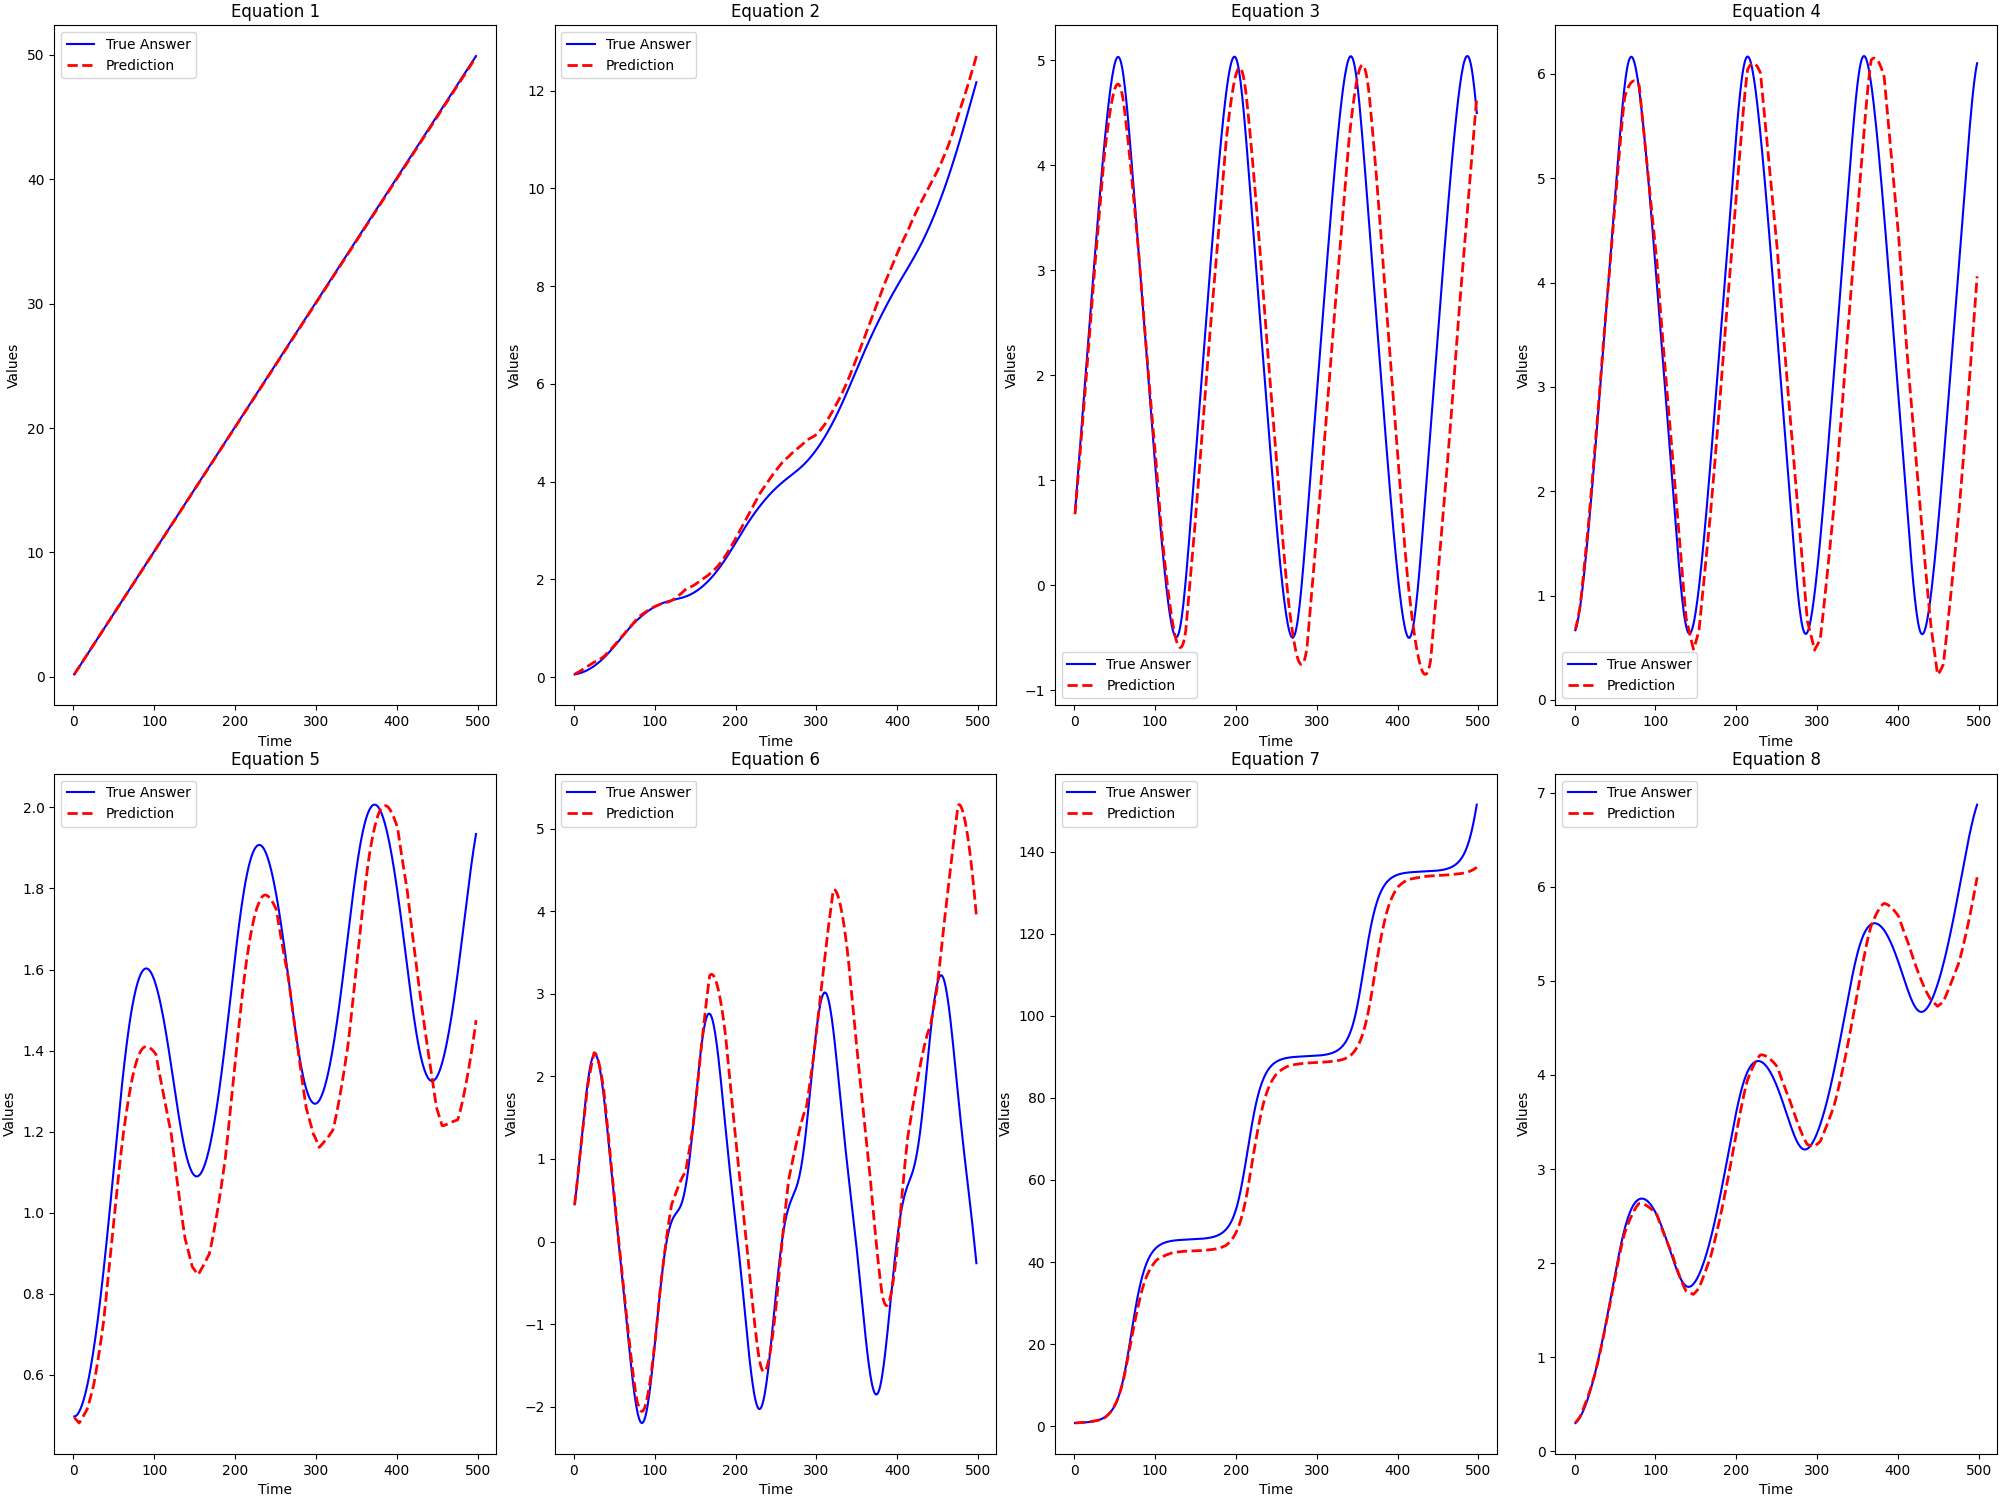 Equation 1
True Answer
Prediction
50
40
30
20
10
0
Values
0 100 200 300 400 500
Time
Equation 2
True Answer
Prediction
12
10
8
6
4
2
0
Values
0 100 200 300 400 500
Time
Equation 3
5
4
3
2
1
0
−1
Values
True Answer
Prediction
0 100 200 300 400 500
Time
Equation 4
6
5
4
3
2
1
0
Values
True Answer
Prediction
0 100 200 300 400 500
Time
Equation 5
True Answer
Prediction
2.0
1.8
1.6
1.4
1.2
1.0
0.8
0.6
Values
0 100 200 300 400 500
Time
Equation 6
True Answer
Prediction
5
4
3
2
1
0
−1
−2
Values
0 100 200 300 400 500
Time
Equation 7
True Answer
Prediction
140
120
100
80
60
40
20
0
Values
0 100 200 300 400 500
Time
Equation 8
True Answer
Prediction
7
6
5
4
3
2
1
0
Values
0 100 200 300 400 500
Time